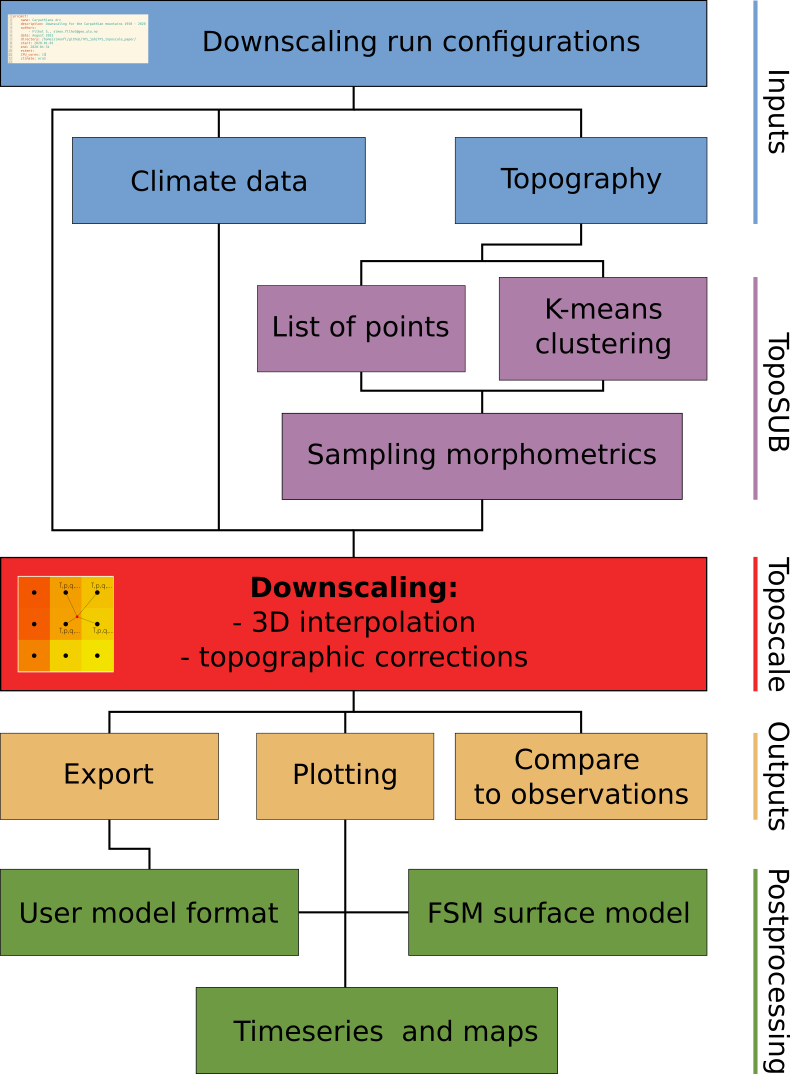 Downscaling run configurations
Inputs
Climate data
Topography
List of points
K-means
clustering
TopoSUB
Sampling morphometrics
Downscaling:
- 3D interpolation
- topographic corrections
T,p,q,...
T,p,q,...
T,p,q,...
T,p,q,...
Toposcale
Export
Plotting
Compare
to observations
Outputs
User model format
FSM surface model
Timeseries and maps
Postprocessing